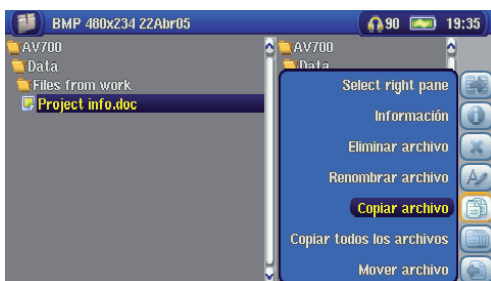 BMP 480x234 22Abr05
90 19:35
AV700
Data
Files from work
Project info.doc
AV700
Data
Select right pane
Información
Eliminar archivo
Renombrar archivo
Copiar archivo
Copiar todos los archivos
Mover archivo